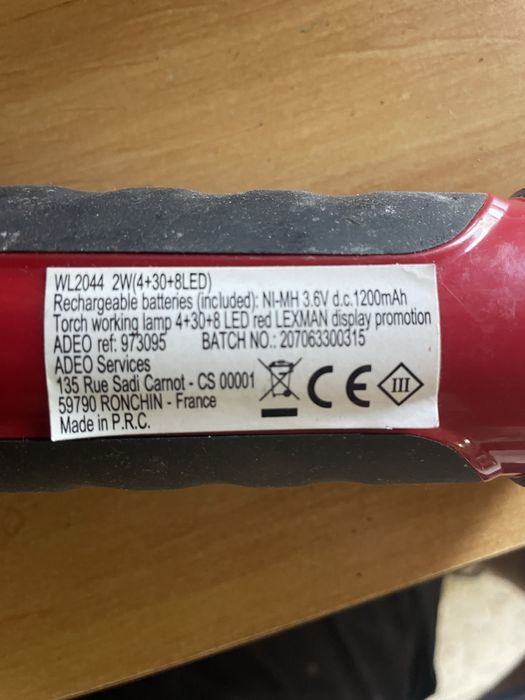 WL2044 2W(4+30+8LED)
Rechargeable batteries (included): NI-MH 3.6V d.c.1200mAh
Torch working lamp 4+30+8 LED red LEXMAN display promotion
ADEO ref: 973095 BATCH NO.: 207063300315
ADEO Services
135 Rue Sadi Carnot - CS 00001
59790 RONCHIN - France
Made in P.R.C.
CE
III